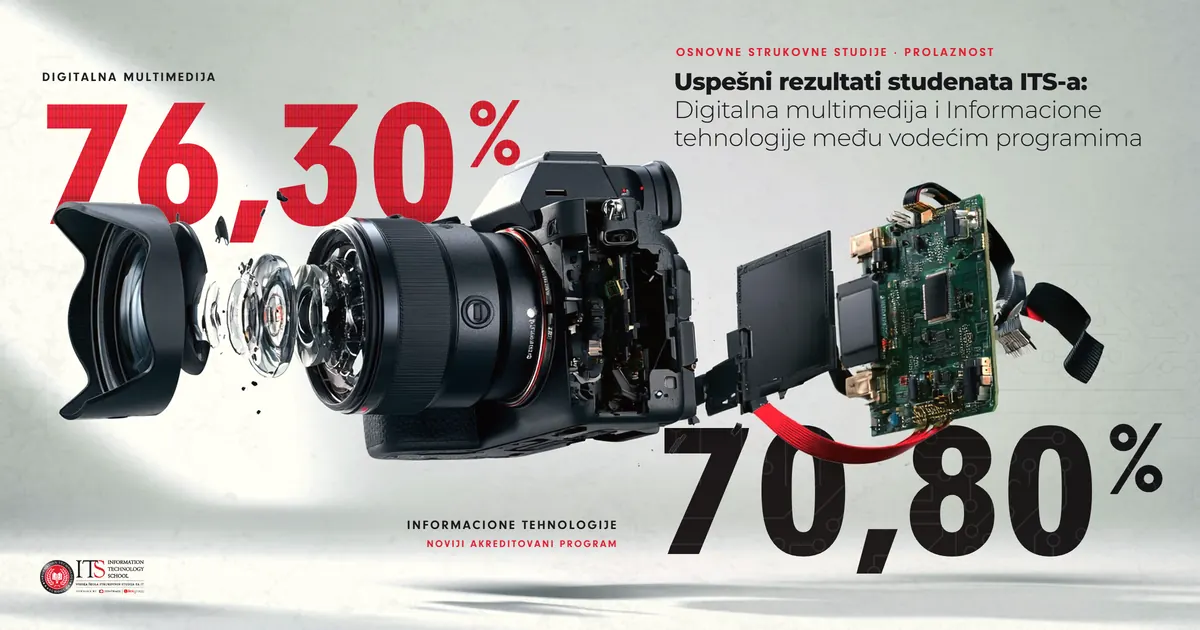 DIGITALNA MULTIMEDIJA
76,30%
OSNOVNE STRUKOVNE STUDIJE · PROLAZNOST
Uspešni rezultati studenata ITS-a:
Digitalna multimedija i Informacione
tehnologije među vodećim programima
70,80%
INFORMACIONE TEHNOLOGIJE
NOVIJI AKREDITOVANI PROGRAM
ITS
INFORMATION
TECHNOLOGY
SCHOOL